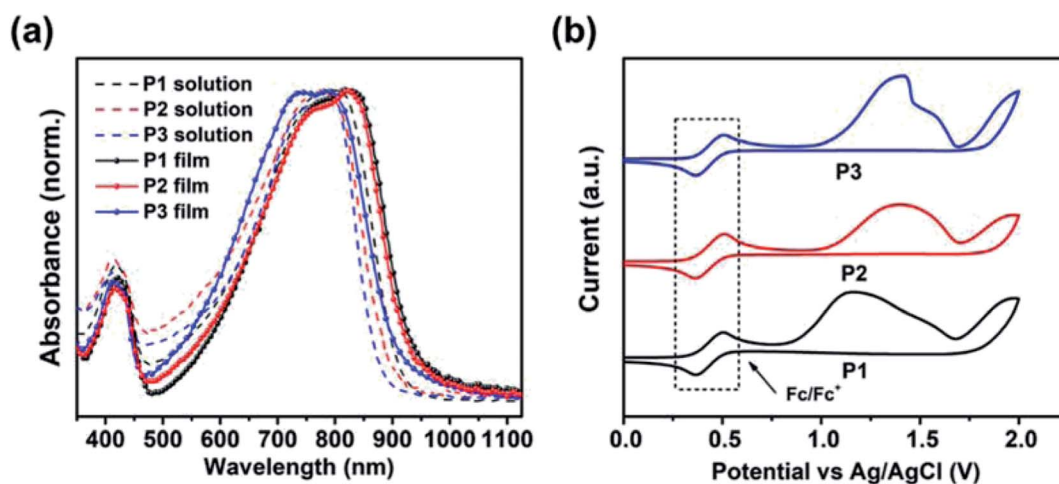 (a)
Absorbance (norm.)
P1 solution
P2 solution
P3 solution
P1 film
P2 film
P3 film
400 500 600 700 800 900 1000 1100
Wavelength (nm)
(b)
Current (a.u.)
P3
P2
P1
Fc/Fc⁺
0.0 0.5 1.0 1.5 2.0
Potential vs Ag/AgCl (V)